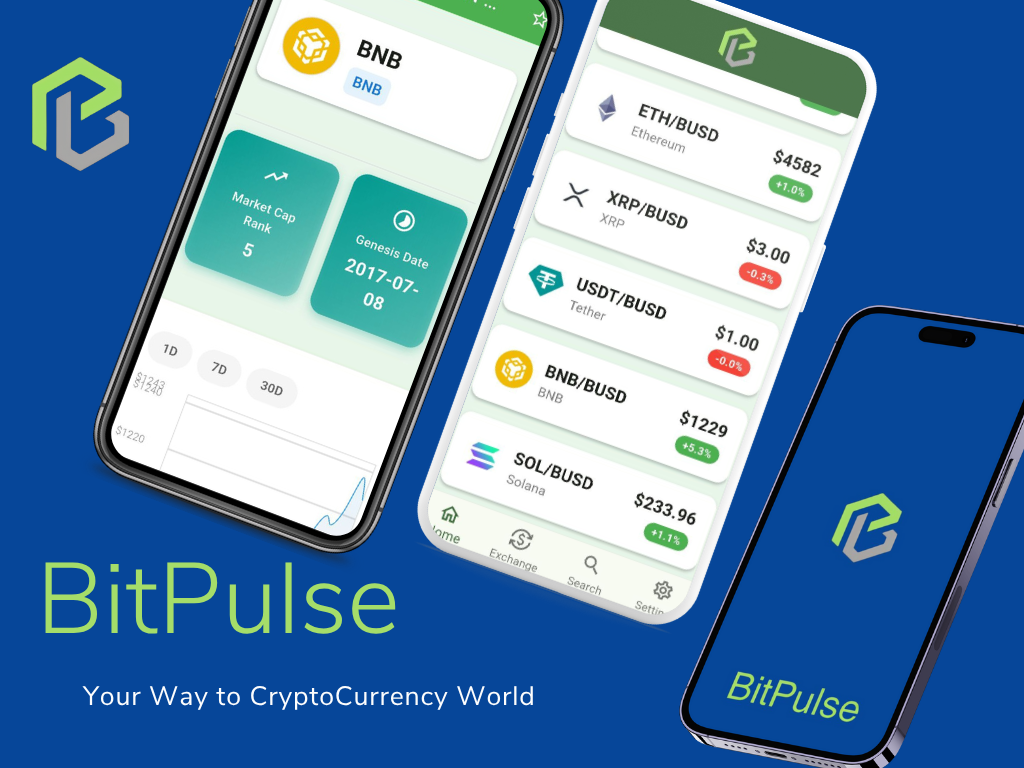 BNB
BNB
Market Cap
Rank
5
Genesis Date
2017-07-
08
1D
7D
30D
$1243
$1240
$1220
ETH/BUSD
Ethereum
$4582
+1.0%
XRP/BUSD
XRP
$3.00
-0.3%
USDT/BUSD
Tether
$1.00
-0.0%
BNB/BUSD
BNB
$1229
+5.3%
SOL/BUSD
Solana
$233.96
+1.1%
ome
Exchange
Search
Settin
BitPulse
Your Way to CryptoCurrency World
BitPulse